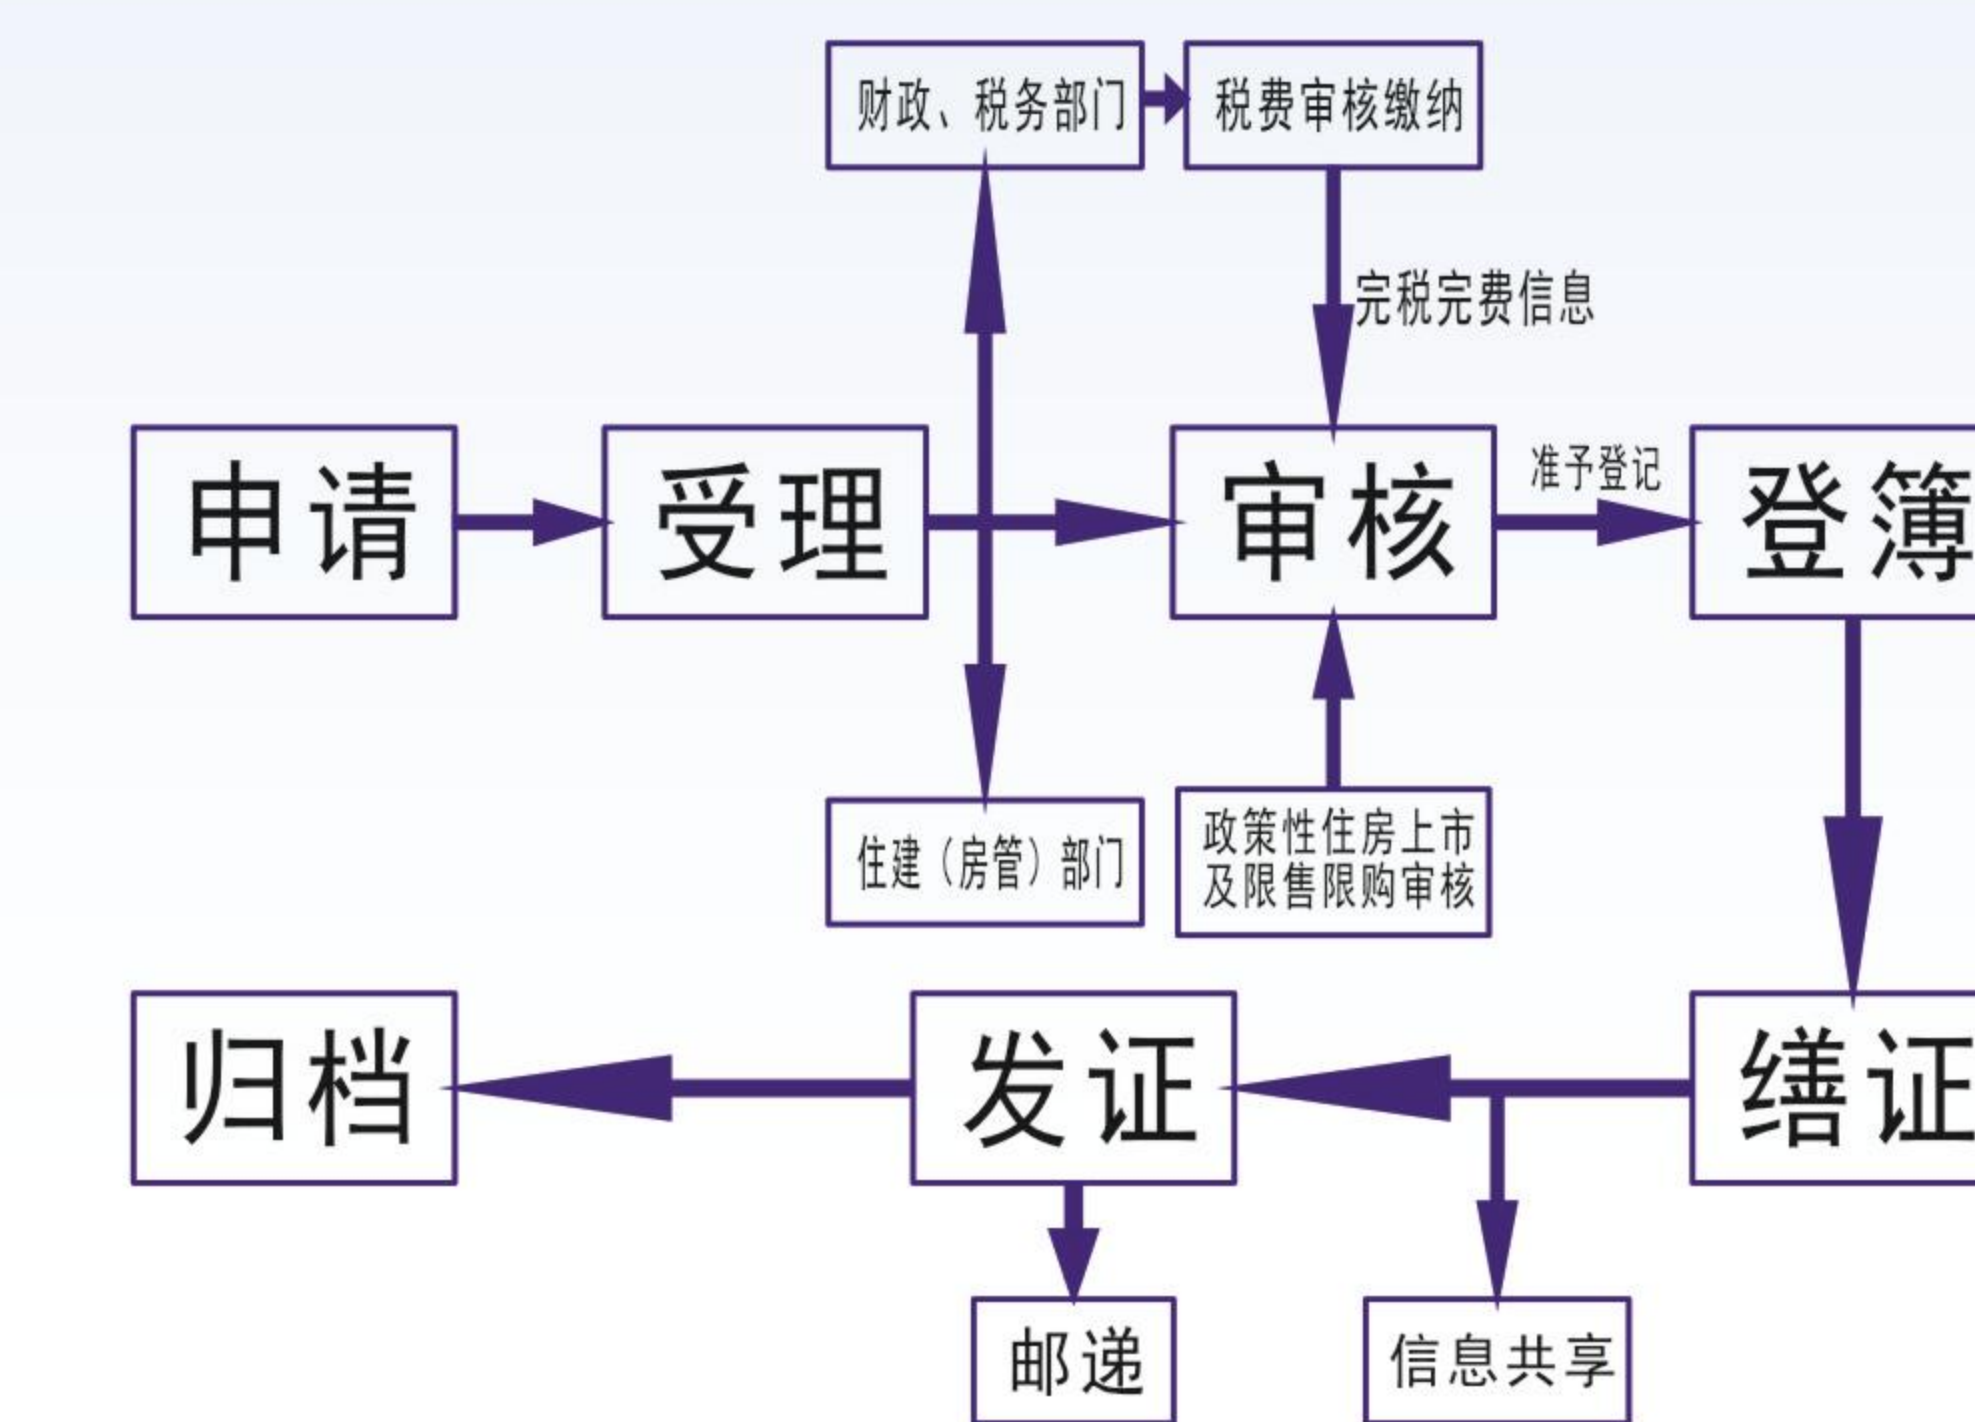 财政、税务部门
税费审核缴纳
完税完费信息
申请
受理
审核
准予登记
登簿
住建（房管）部门
政策性住房上市
及限售限购审核
归档
发证
缮证
邮递
信息共享